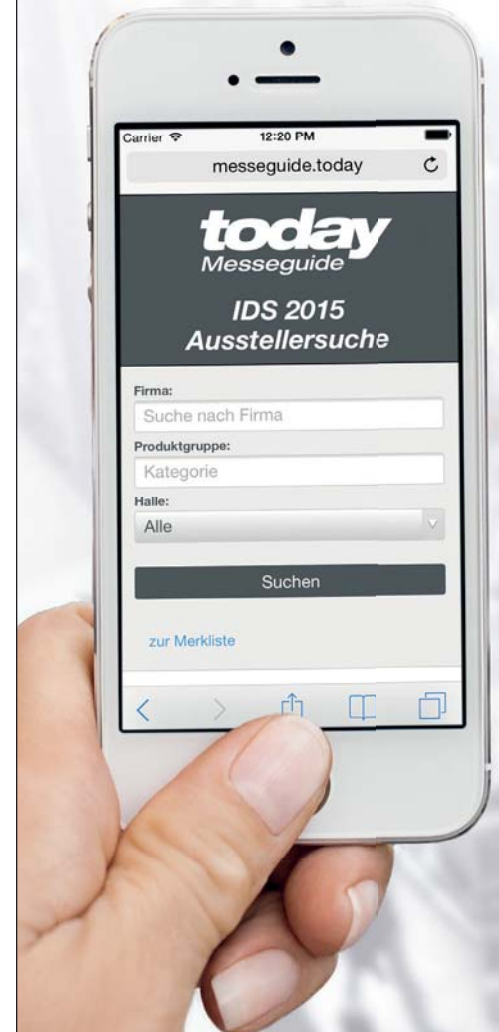 Carrier 12:20 PM
messeguide.today
today
Messeguide
IDS 2015
Ausstellersuche
Firma:
Suche nach Firma
Produktgruppe:
Kategorie
Halle:
Alle
Suchen
zur Merkliste